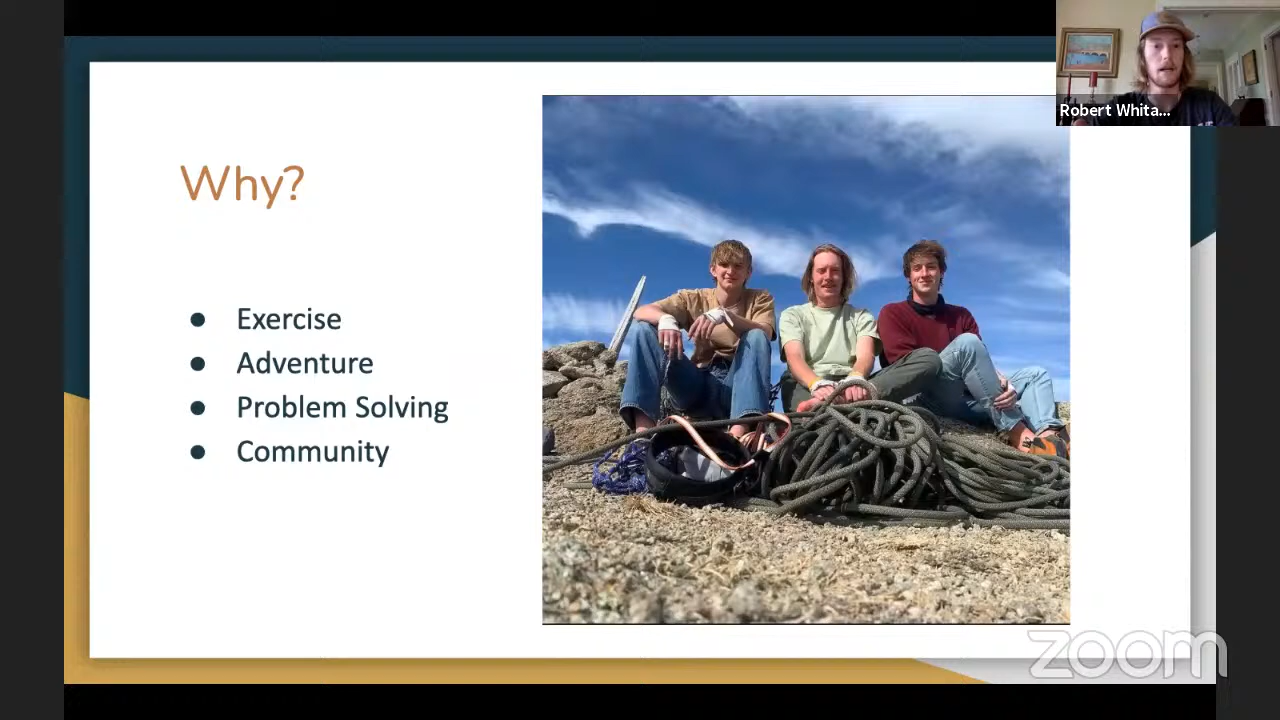 Robert Whita...
Why?
● Exercise
● Adventure
● Problem Solving
● Community
zoom